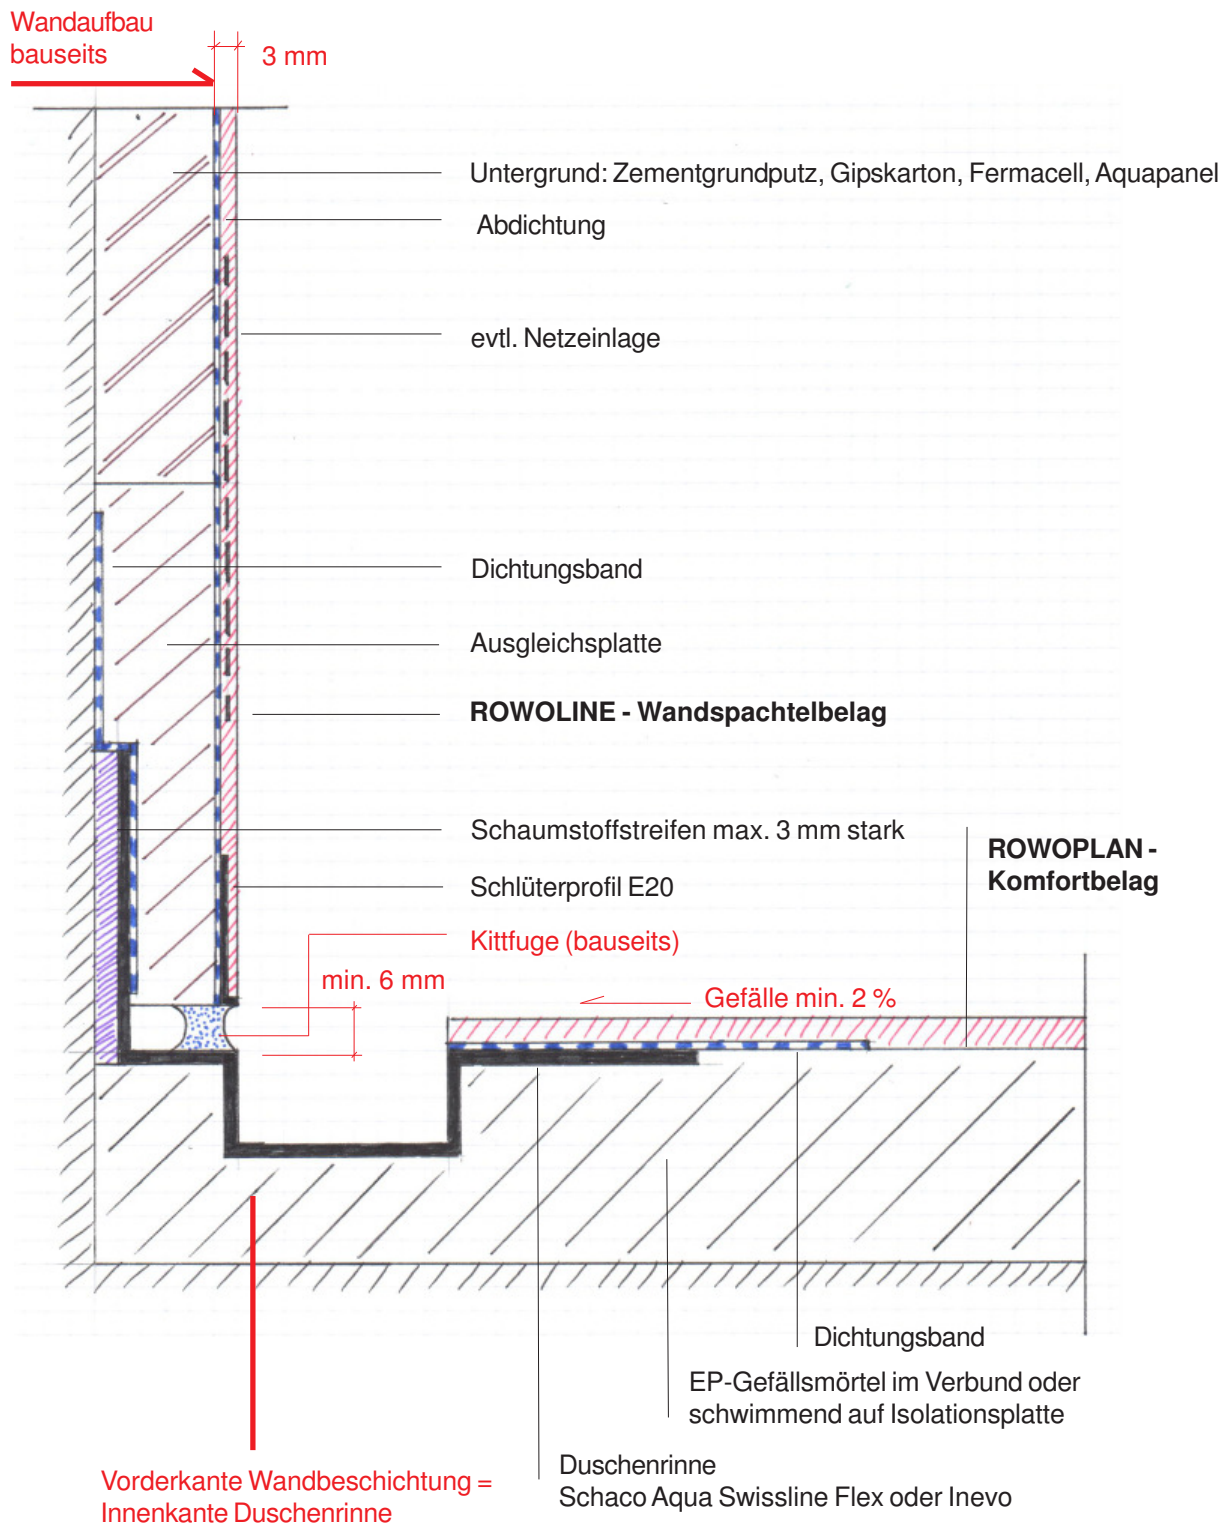 Wandaufbau
bauseits
3 mm
Untergrund: Zementgrundputz, Gipskarton, Fermacell, Aquapanel
Abdichtung
evtl. Netzeinlage
Dichtungsband
Ausgleichsplatte
ROWOLINE - Wandspachtelbelag
Schaumstoffstreifen max. 3 mm stark
ROWOPLAN -
Komfortbelag
Schlüterprofil E20
Kittfuge (bauseits)
min. 6 mm
Gefälle min. 2 %
Dichtungsband
EP-Gefällsmörtel im Verbund oder
schwimmend auf Isolationsplatte
Duschenrinne
Schaco Aqua Swissline Flex oder Inevo
Vorderkante Wandbeschichtung =
Innenkante Duschenrinne